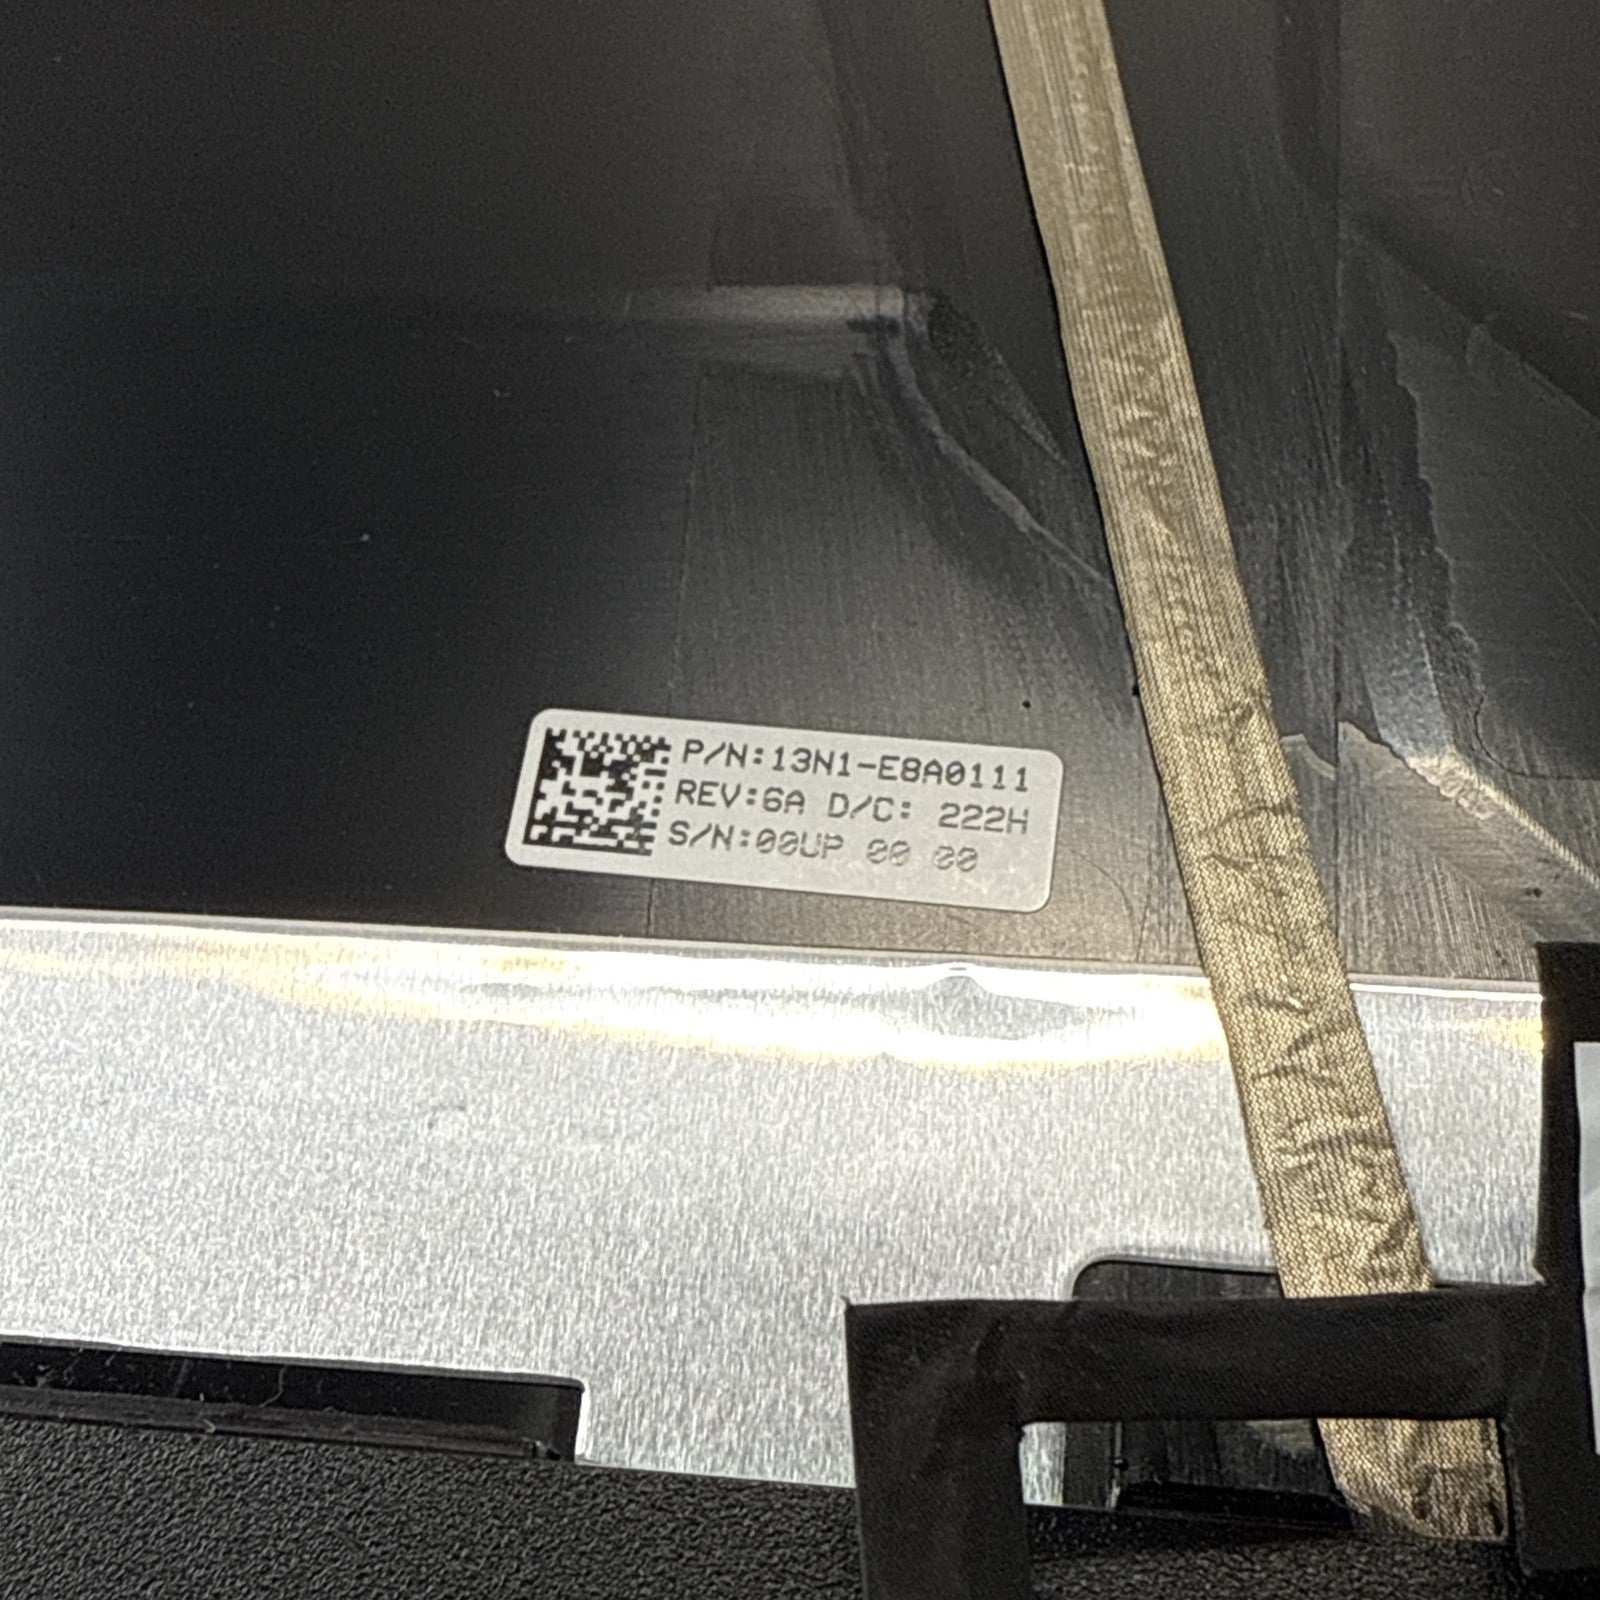 P/N:13N1-E8A0111
REV:6A D/C: 222H
S/N:00UP 00 00